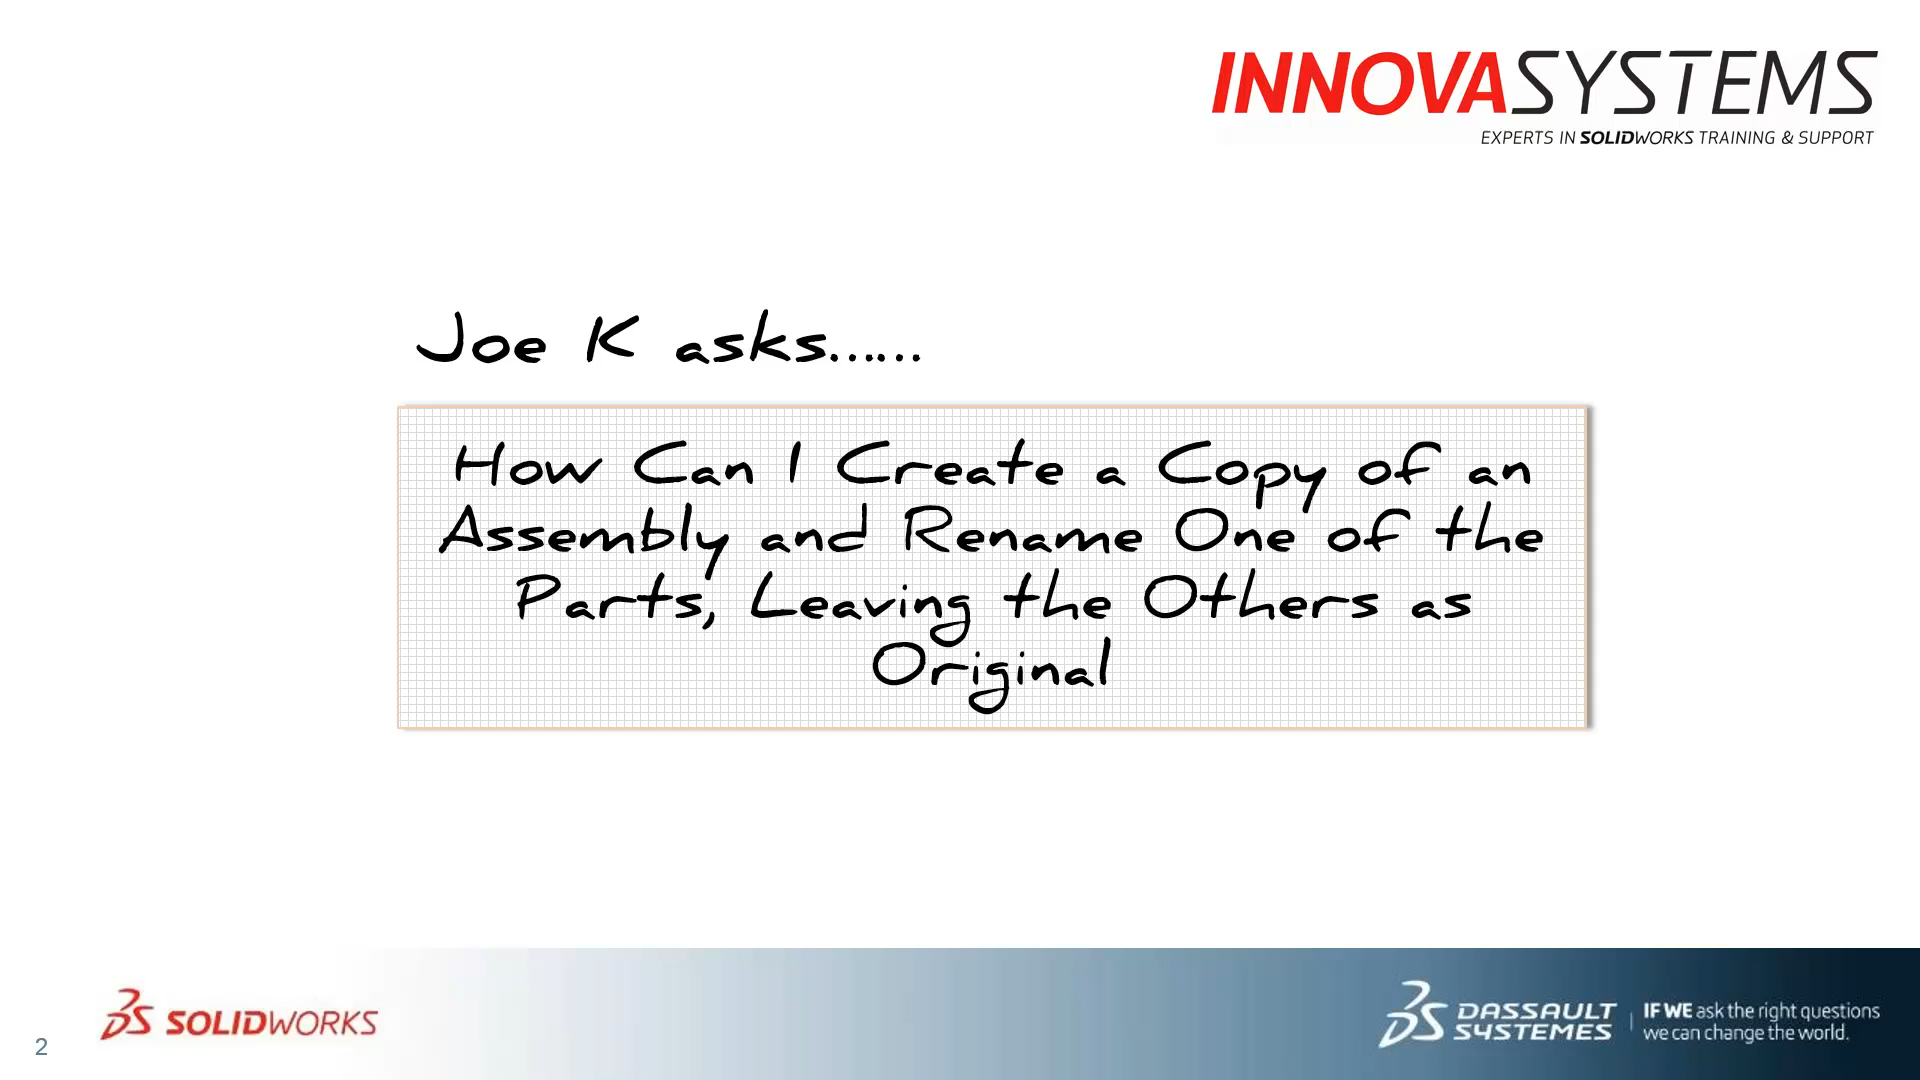 INNOVASYSTEMS
EXPERTS IN SOLIDWORKS TRAINING & SUPPORT
Joe K asks......
How Can I Create a Copy of an
Assembly and Rename One of the
Parts, Leaving the Others as
Original
2
SOLIDWORKS
DASSAULT
SYSTEMES
IF WE ask the right questions
we can change the world.